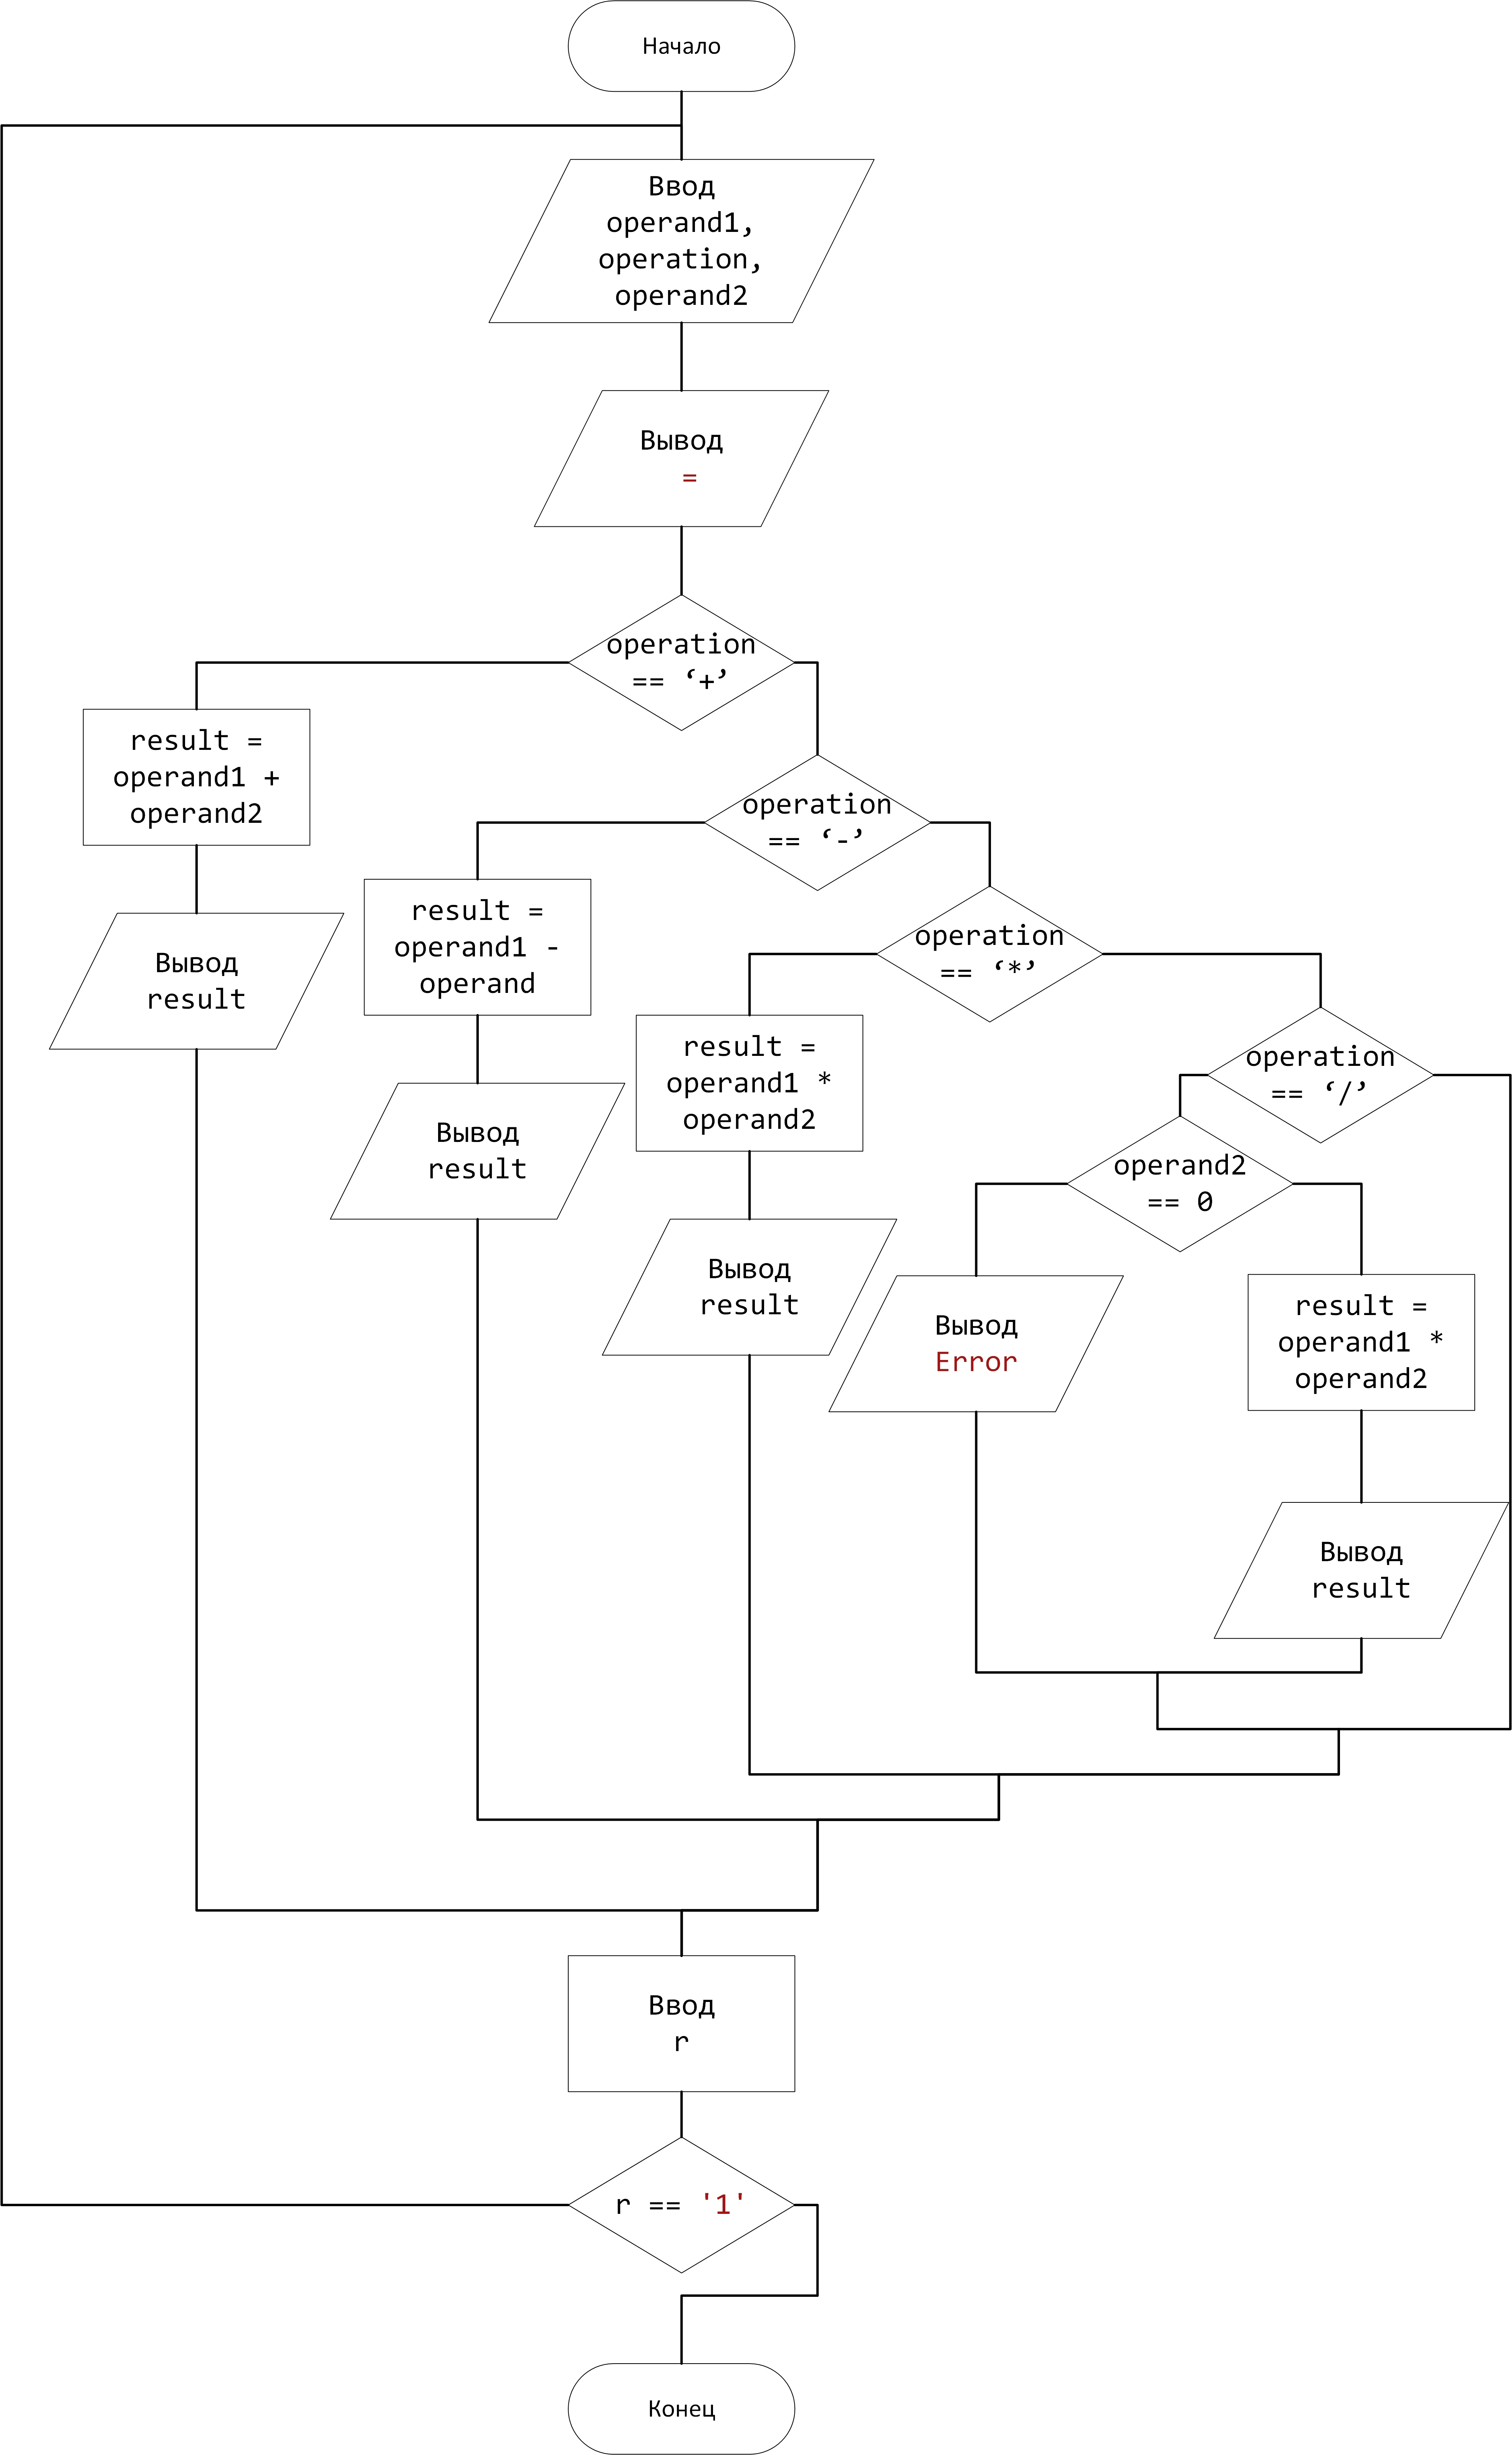 Начало
Ввод
operand1,
operation,
operand2
Вывод
=
operation
== ‘+’
result =
operand1 +
operand2
Вывод
result
operation
== ‘-’
result =
operand1 -
operand
Вывод
result
operation
== ‘*’
result =
operand1 *
operand2
Вывод
result
operation
== ‘/’
operand2
== 0
Вывод
Error
result =
operand1 *
operand2
Вывод
result
Ввод
r
r == '1'
Конец